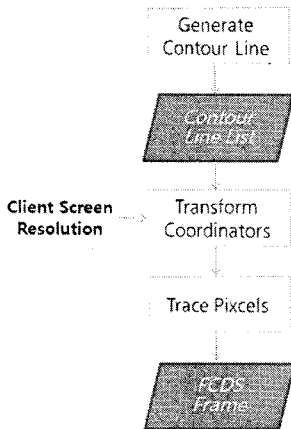 Generate
Contour Line
Contour
Line List
Client Screen
Resolution
Transform
Coordinators
Trace Pixcels
FCDS
Frame